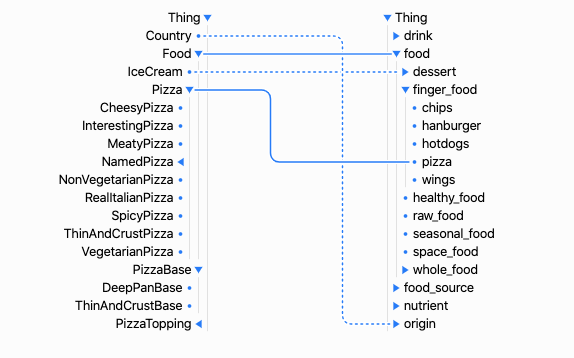 Thing
Country
Food
IceCream
Pizza
CheesyPizza
InterestingPizza
MeatyPizza
NamedPizza
NonVegetarianPizza
RealItalianPizza
SpicyPizza
ThinAndCrustPizza
VegetarianPizza
PizzaBase
DeepPanBase
ThinAndCrustBase
PizzaTopping
Thing
drink
food
dessert
finger_food
chips
hanburger
hotdogs
pizza
wings
healthy_food
raw_food
seasonal_food
space_food
whole_food
food_source
nutrient
origin